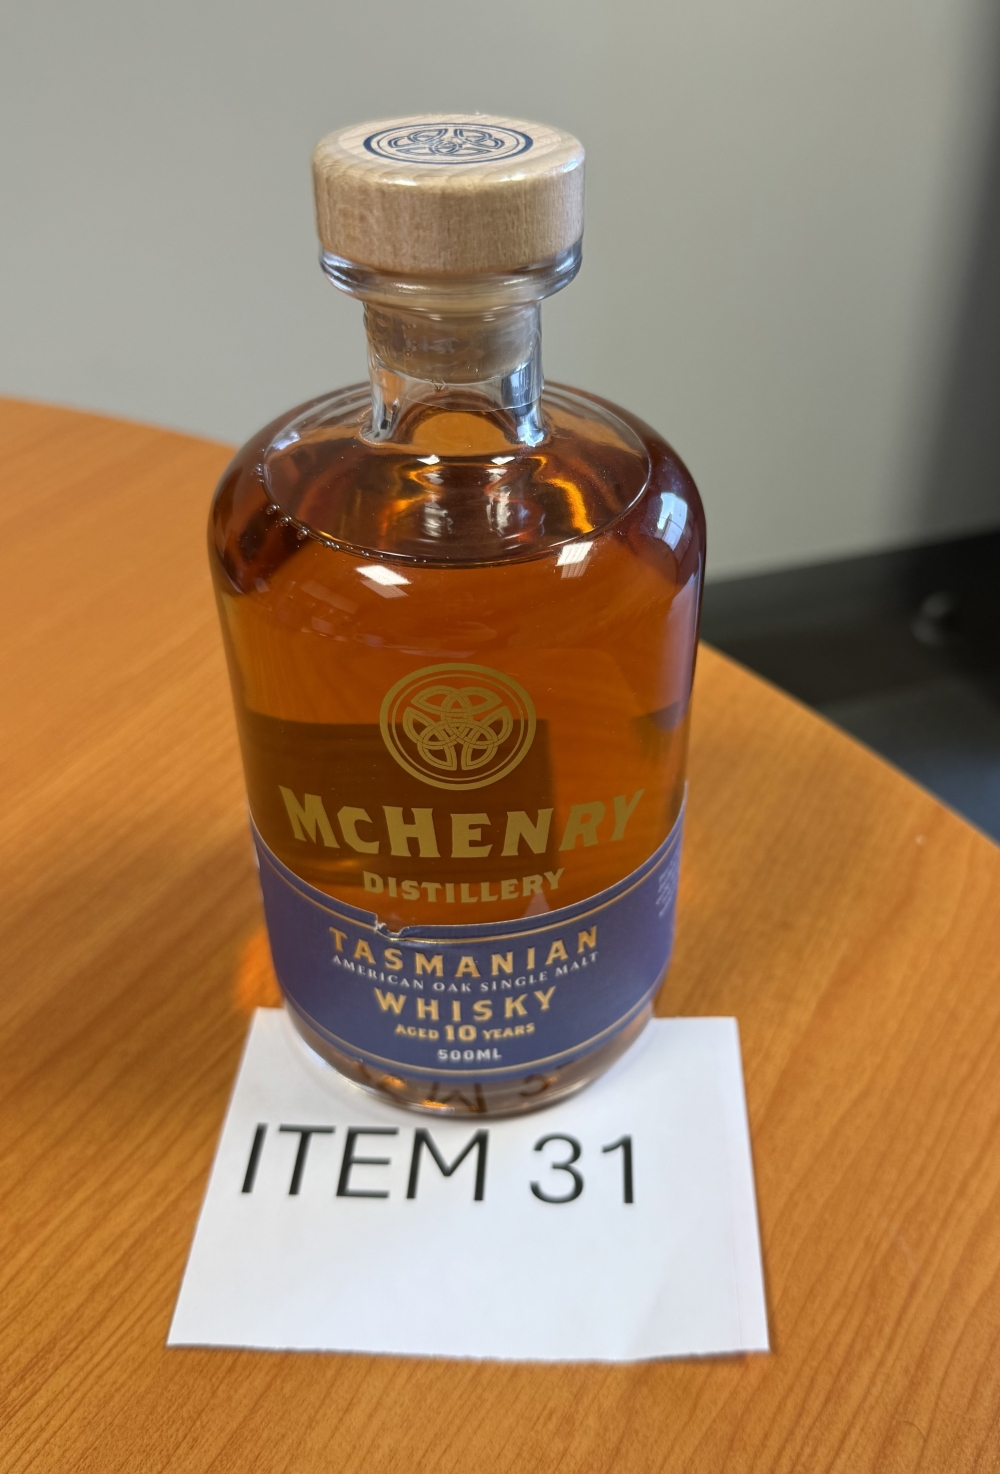 McHENRY
DISTILLERY
TASMANIAN
AMERICAN OAK SINGLE MALT
WHISKY
AGED 10 YEARS
500ML
ITEM 31